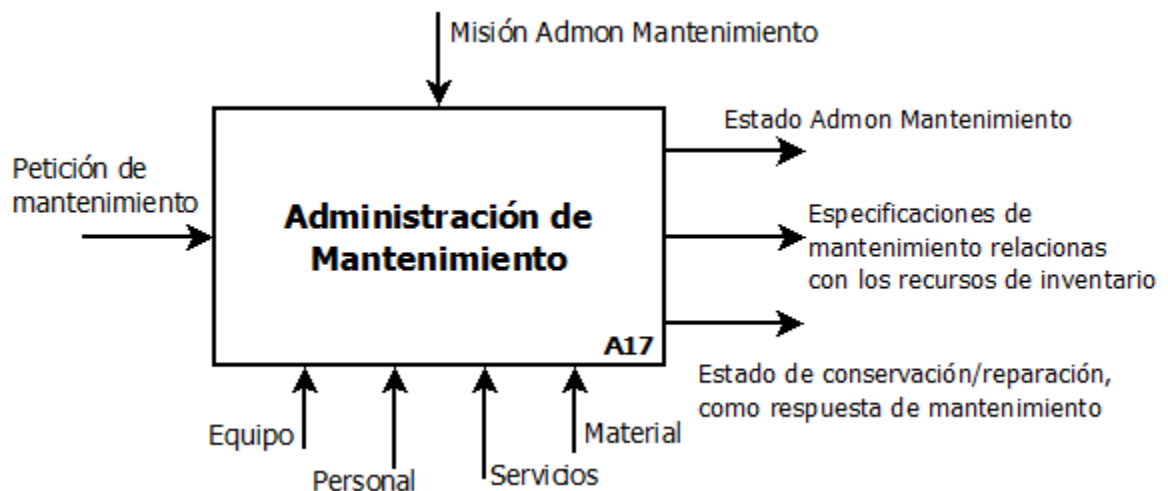 Misión Admon Mantenimiento
Estado Admon Mantenimiento
Petición de
mantenimiento
Administración de
Mantenimiento
Especificaciones de
mantenimiento relacionas
con los recursos de inventario
A17
Estado de conservación/reparación,
como respuesta de mantenimiento
Equipo
Personal
Servicios
Material